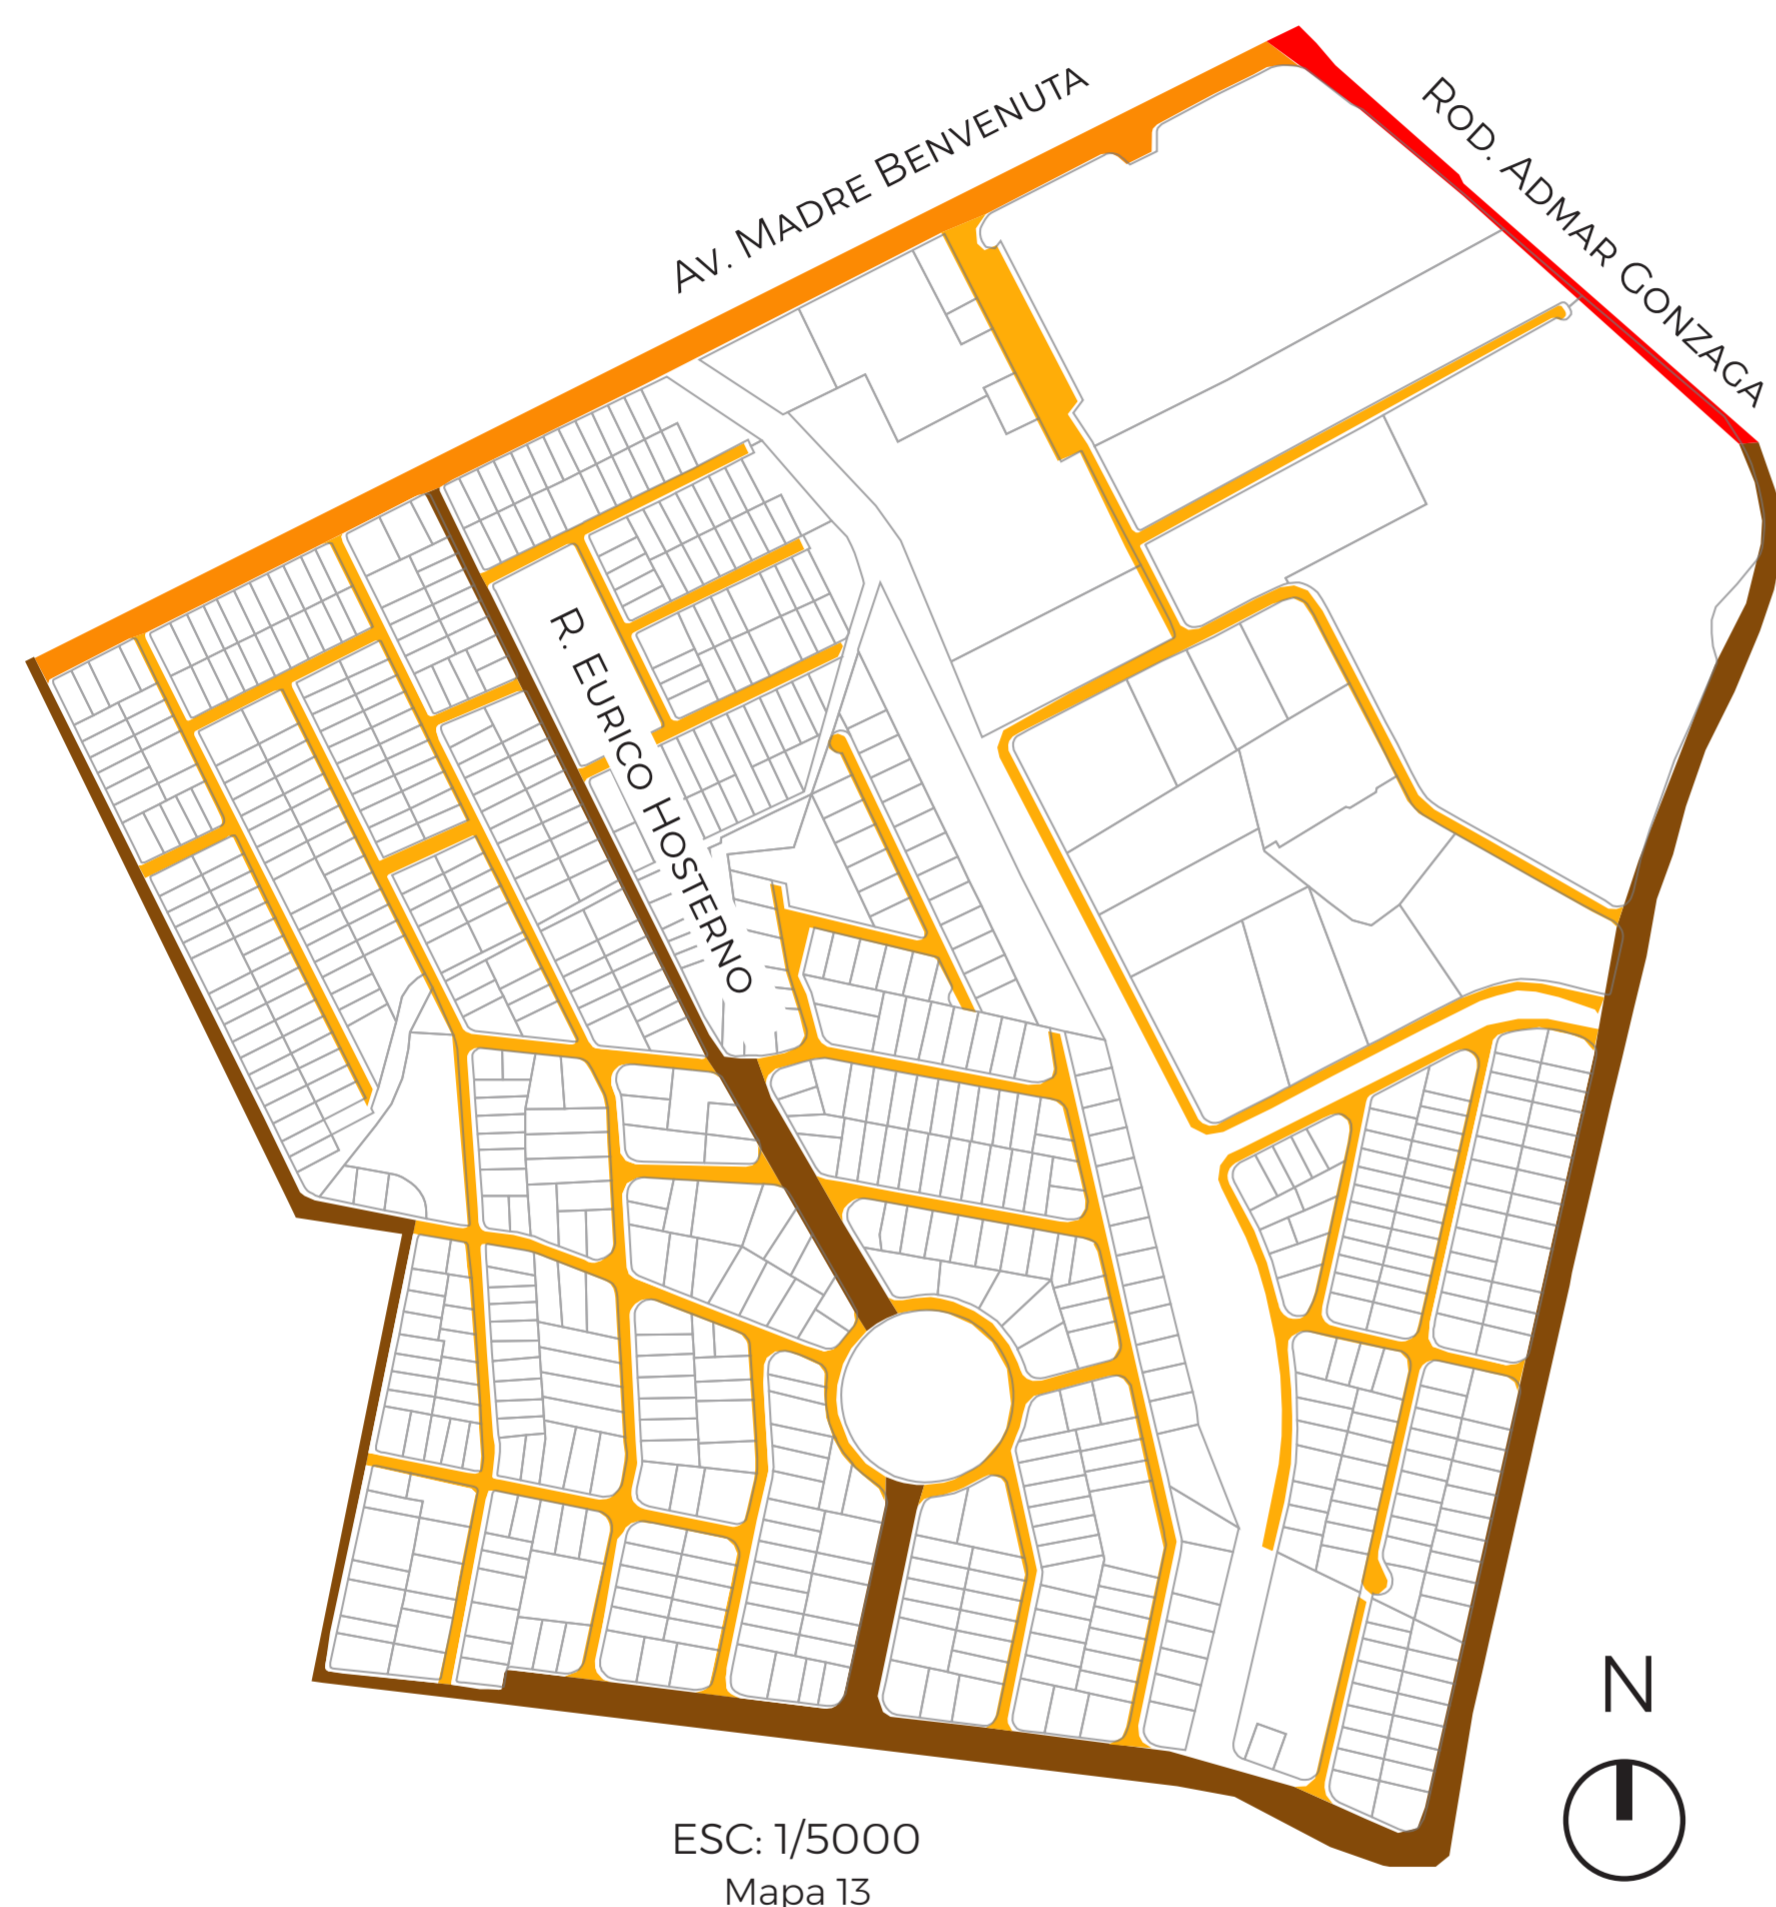 Av. Madre Benvenuta
Rod. Admar Gonzaga
R. Eurico Hosterno
N
ESC: 1/5000
Mapa 13